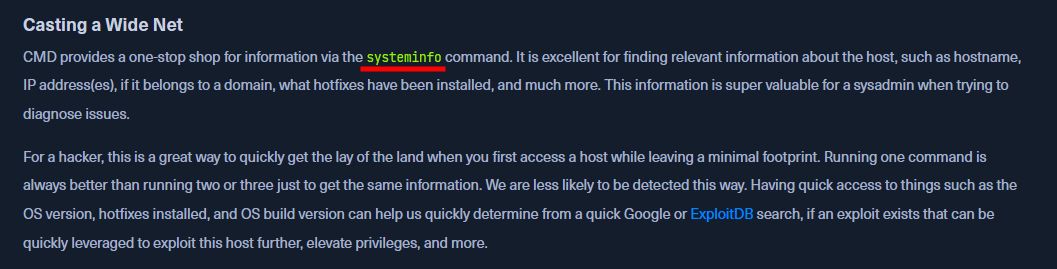 Casting a Wide Net
CMD provides a one-stop shop for information via the systeminfo command. It is excellent for finding relevant information about the host, such as hostname,
IP address(es), if it belongs to a domain, what hotfixes have been installed, and much more. This information is super valuable for a sysadmin when trying to
diagnose issues.
For a hacker, this is a great way to quickly get the lay of the land when you first access a host while leaving a minimal footprint. Running one command is
always better than running two or three just to get the same information. We are less likely to be detected this way. Having quick access to things such as the
OS version, hotfixes installed, and OS build version can help us quickly determine from a quick Google or ExploitDB search, if an exploit exists that can be
quickly leveraged to exploit this host further, elevate privileges, and more.